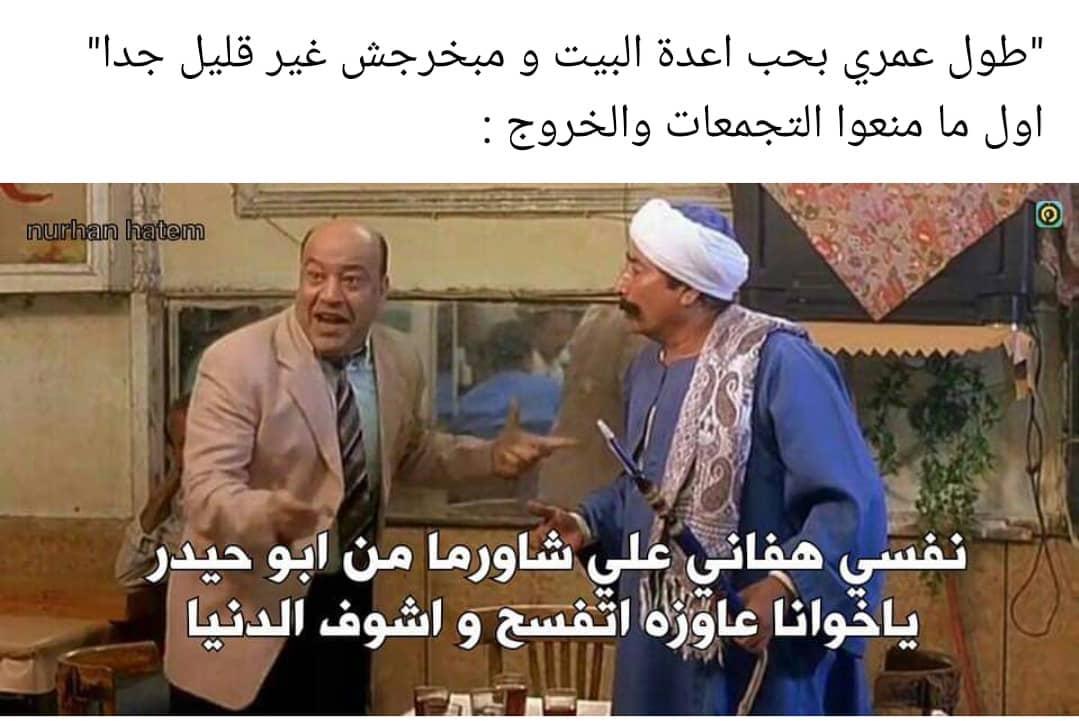 "طول عمري بحب اعدة البيت و مبخرجش غير قليل جدا"
اول ما منعوا التجمعات والخروج :
nurhan hatem
نفسي هفاني علي شاورما من ابو حيدر
ياخوانا عاوزه اتفسح و اشوف الدنيا